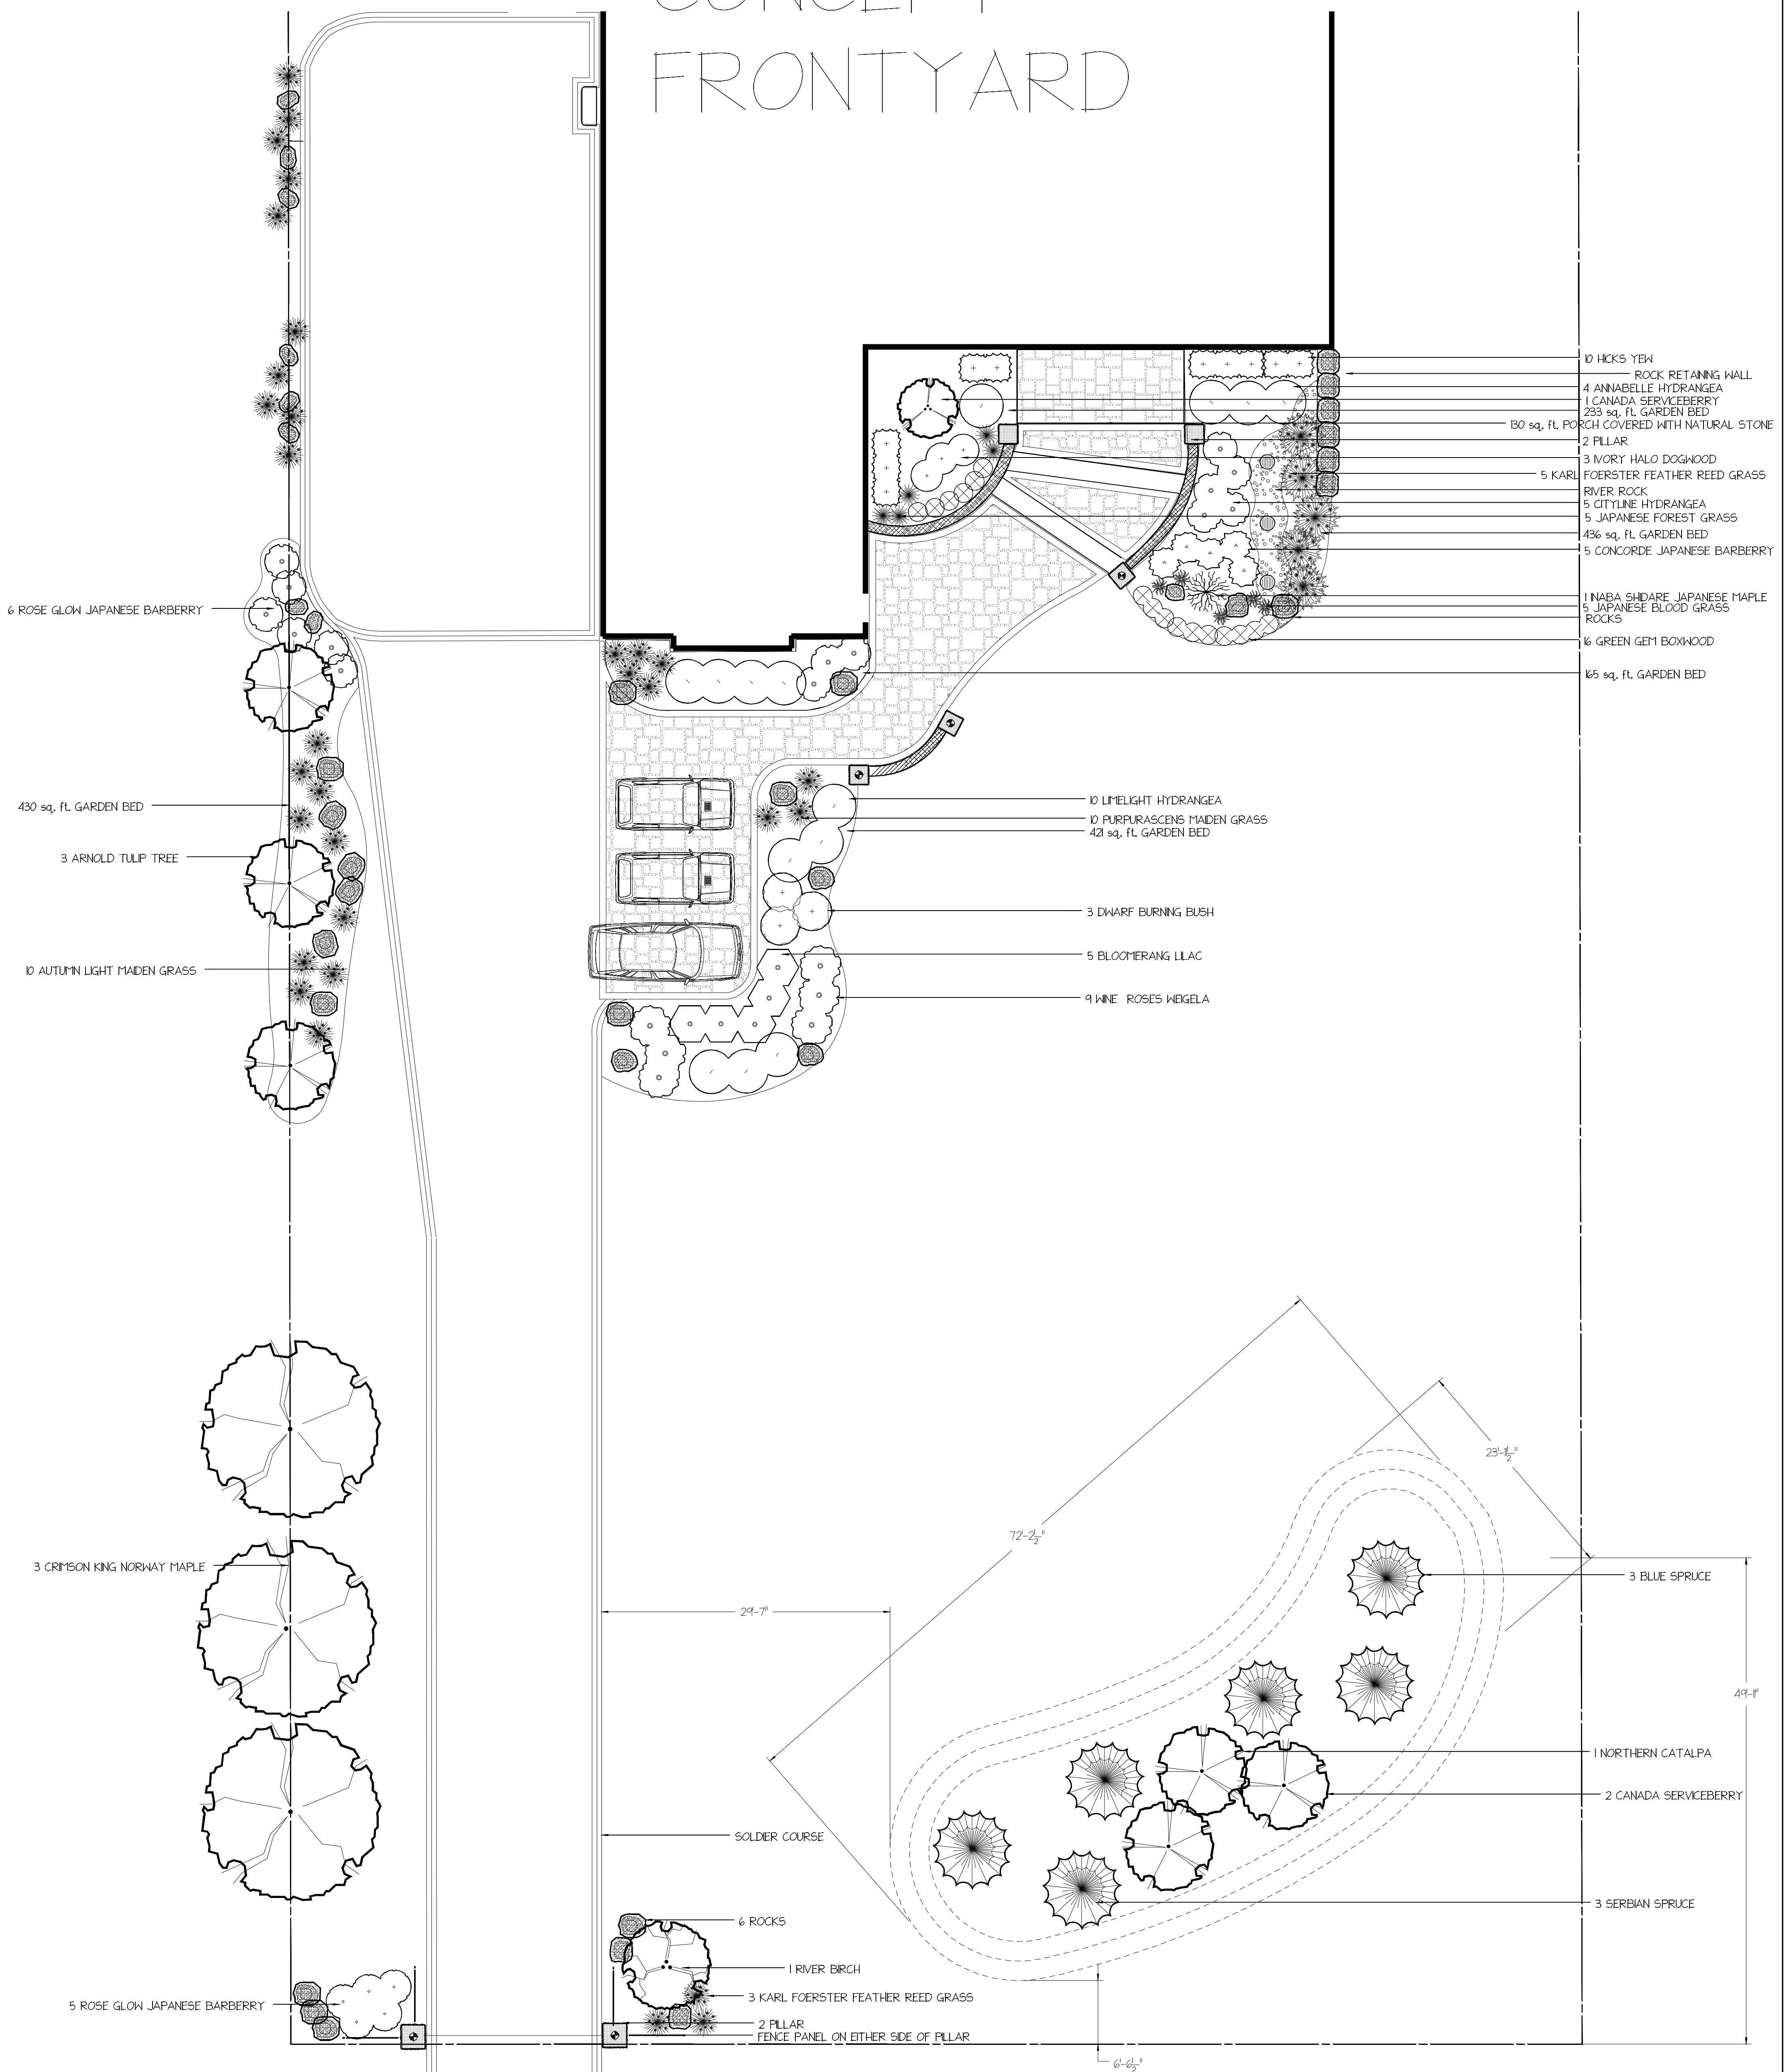 CONCEPT
FRONTYARD
10 HICKS YEW
ROCK RETAINING WALL
4 ANNABELLE HYDRANGEA
1 CANADA SERVICEBERRY
233 sq. ft. GARDEN BED
130 sq. ft. PORCH COVERED WITH NATURAL STONE
2 PILLAR
3 IVORY HALO DOGWOOD
5 KARL FOERSTER FEATHER REED GRASS
RIVER ROCK
5 CITYLINE HYDRANGEA
5 JAPANESE FOREST GRASS
436 sq. ft. GARDEN BED
5 CONCORDE JAPANESE BARBERRY
1 INABA SHIDARE JAPANESE MAPLE
5 JAPANESE BLOOD GRASS
ROCKS
16 GREEN GEM BOXWOOD
165 sq. ft. GARDEN BED
6 ROSE GLOW JAPANESE BARBERRY
430 sq. ft. GARDEN BED
3 ARNOLD TULIP TREE
10 AUTUMN LIGHT MAIDEN GRASS
10 LIMELIGHT HYDRANGEA
10 PURPURASCENS MAIDEN GRASS
421 sq. ft. GARDEN BED
3 DWARF BURNING BUSH
5 BLOOMERANG LILAC
9 WINE ROSES WEIGELA
23'-1½"
72'-2½"
3 CRIMSON KING NORWAY MAPLE
3 BLUE SPRUCE
29'-7"
49'-11"
1 NORTHERN CATALPA
2 CANADA SERVICEBERRY
SOLDIER COURSE
3 SERBIAN SPRUCE
6 ROCKS
1 RIVER BIRCH
3 KARL FOERSTER FEATHER REED GRASS
5 ROSE GLOW JAPANESE BARBERRY
2 PILLAR
FENCE PANEL ON EITHER SIDE OF PILLAR
6'-6½"